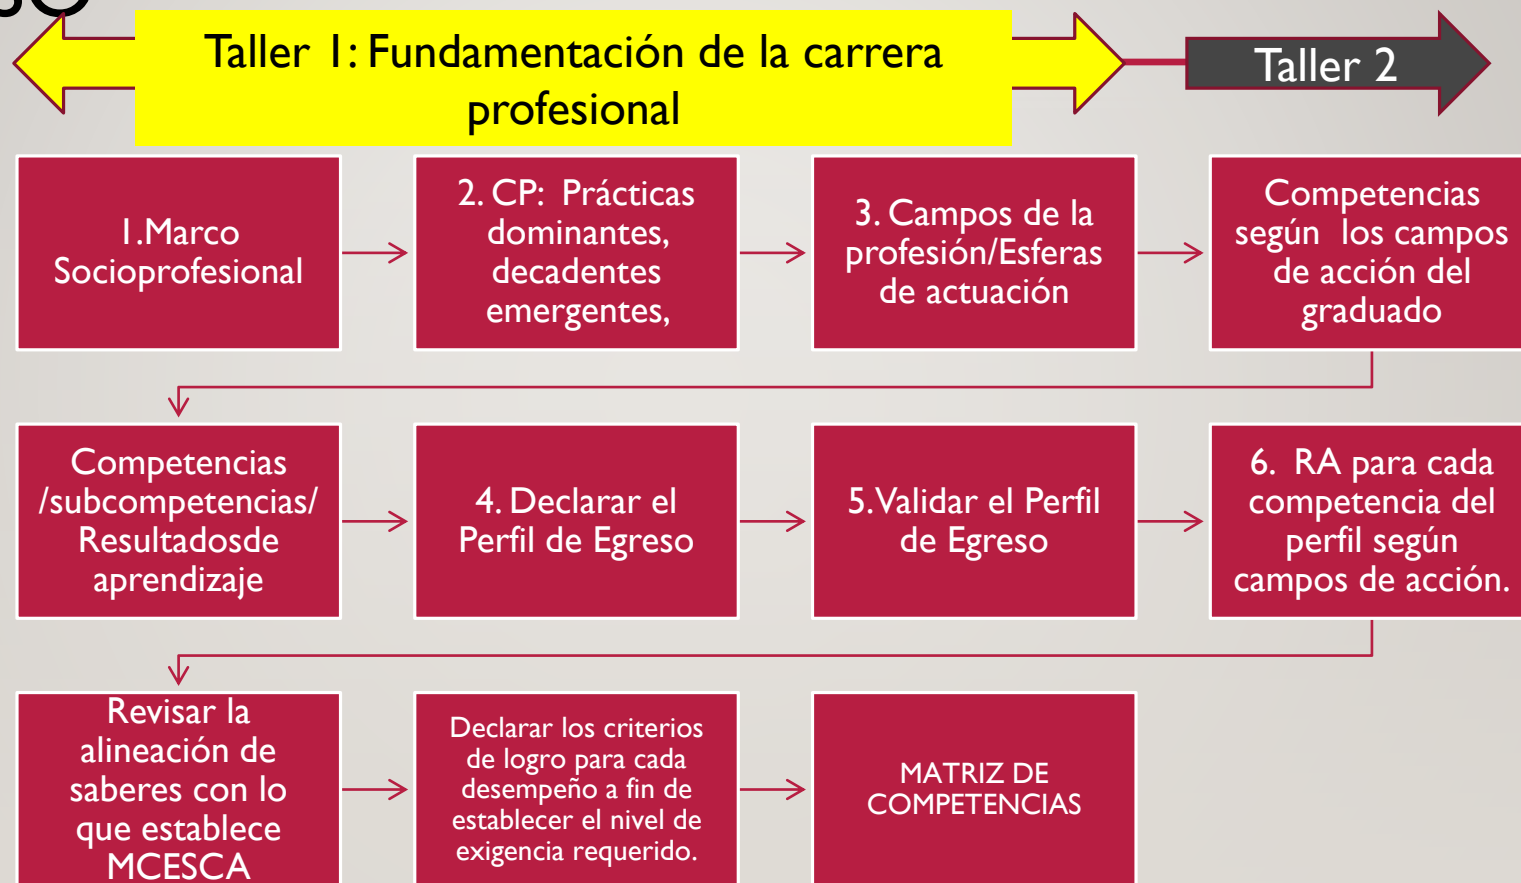 Taller 1: Fundamentación de la carrera
profesional
Taller 2
1.Marco
Socioprofesional
2. CP: Prácticas
dominantes,
decadentes
emergentes,
3. Campos de la
profesión/Esferas
de actuación
Competencias
según los campos
de acción del
graduado
Competencias
/subcompetencias/
Resultadosde
aprendizaje
4. Declarar el
Perfil de Egreso
5. Validar el Perfil
de Egreso
6. RA para cada
competencia del
perfil según
campos de acción.
Revisar la
alineación de
saberes con lo
que establece
MCESCA
Declarar los criterios
de logro para cada
desempeño a fin de
establecer el nivel de
exigencia requerido.
MATRIZ DE
COMPETENCIAS